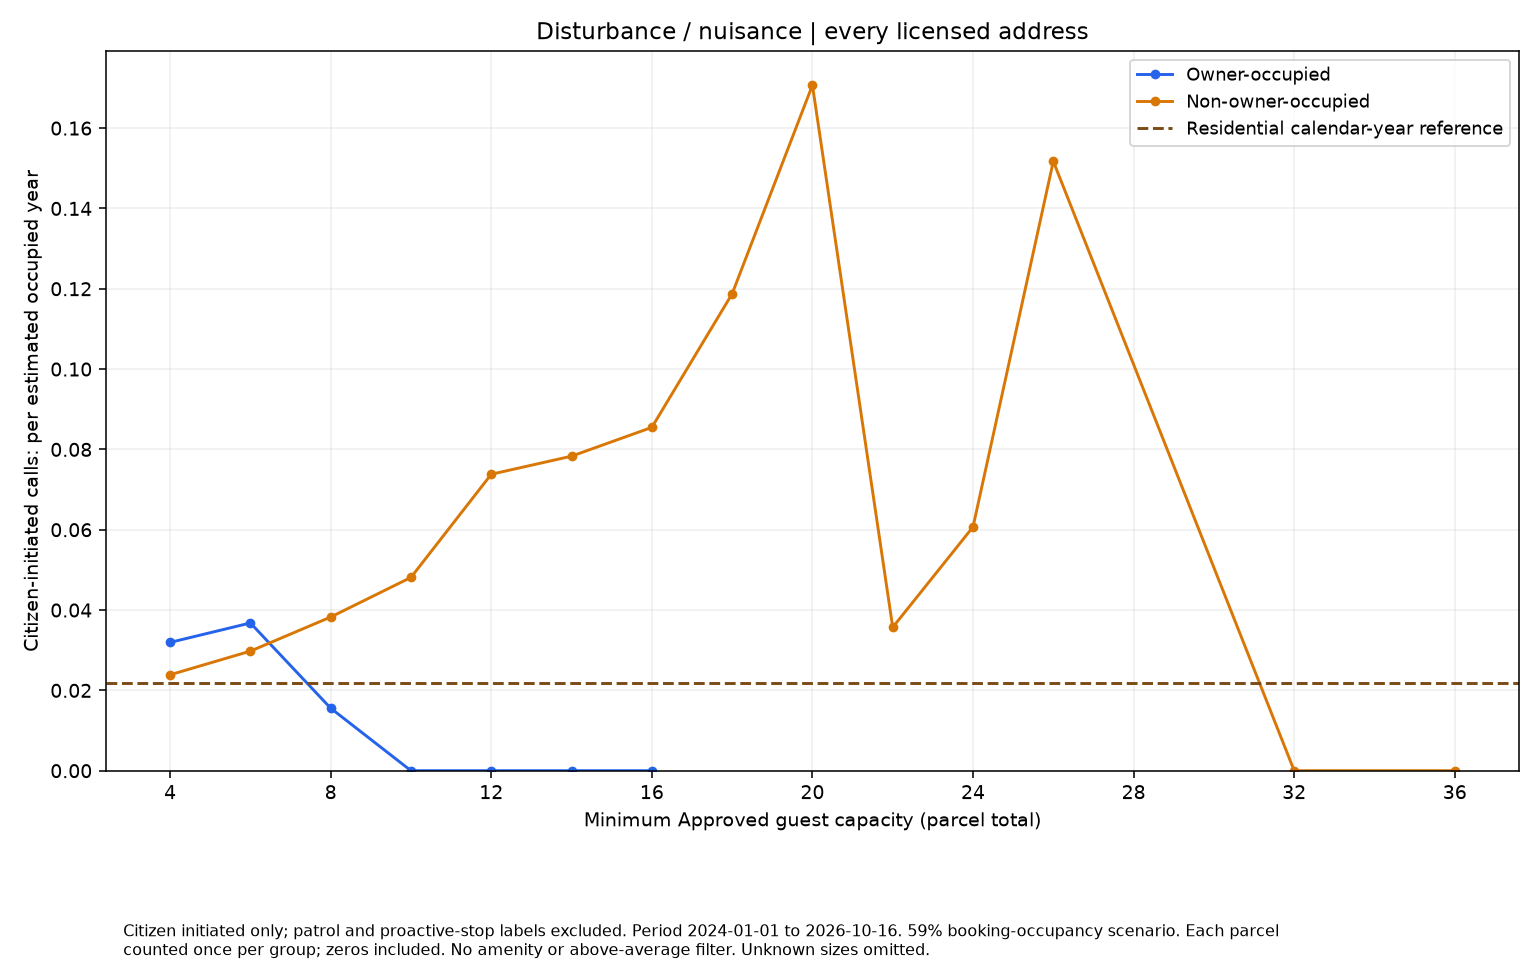 Disturbance / nuisance | every licensed address
Owner-occupied
Non-owner-occupied
Residential calendar-year reference
Citizen-initiated calls: per estimated occupied year
0.16
0.14
0.12
0.10
0.08
0.06
0.04
0.02
0.00
4 8 12 16 20 24 28 32 36
Minimum Approved guest capacity (parcel total)
Citizen initiated only; patrol and proactive-stop labels excluded. Period 2024-01-01 to 2026-10-16. 59% booking-occupancy scenario. Each parcel
counted once per group; zeros included. No amenity or above-average filter. Unknown sizes omitted.